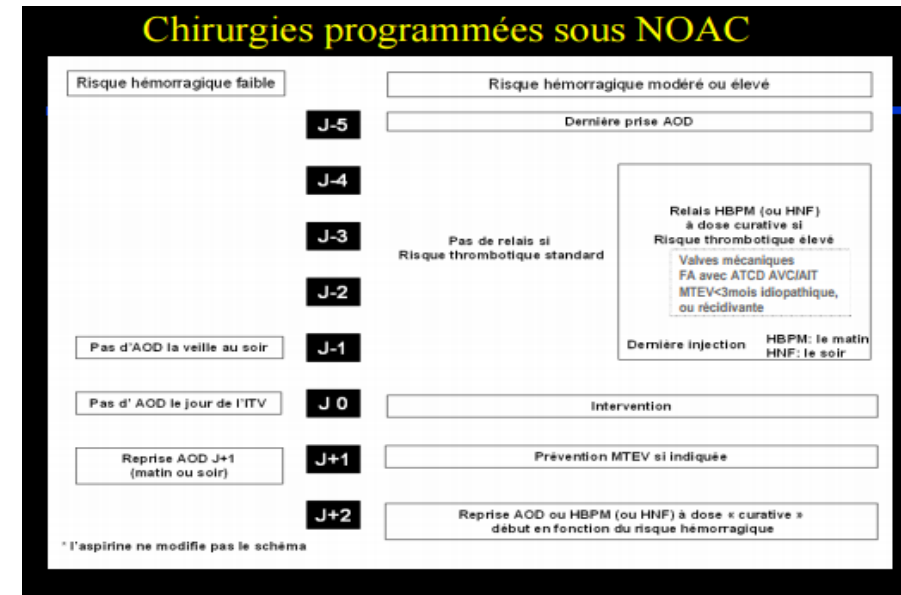 Chirurgies programmées sous NOAC
Risque hémorragique faible
Risque hémorragique modéré ou élevé
J-5
Dernière prise AOD
J-4
J-3
J-2
Pas de relais si
Risque thrombotique standard
Relais HBPM (ou HNF)
à dose curative si
Risque thrombotique élevé
Valves mécaniques
FA avec ATCD AVC/AIT
MTEV<3mois idiopathique,
ou récidivante
Pas d'AOD la veille au soir
J-1
Dernière injection
HBPM: le matin
HNF: le soir
Pas d' AOD le jour de l'ITV
J 0
Intervention
Reprise AOD J+1
(matin ou soir)
J+1
Prévention MTEV si indiquée
J+2
Reprise AOD ou HBPM (ou HNF) à dose « curative »
début en fonction du risque hémorragique
* l'aspirine ne modifie pas le schéma